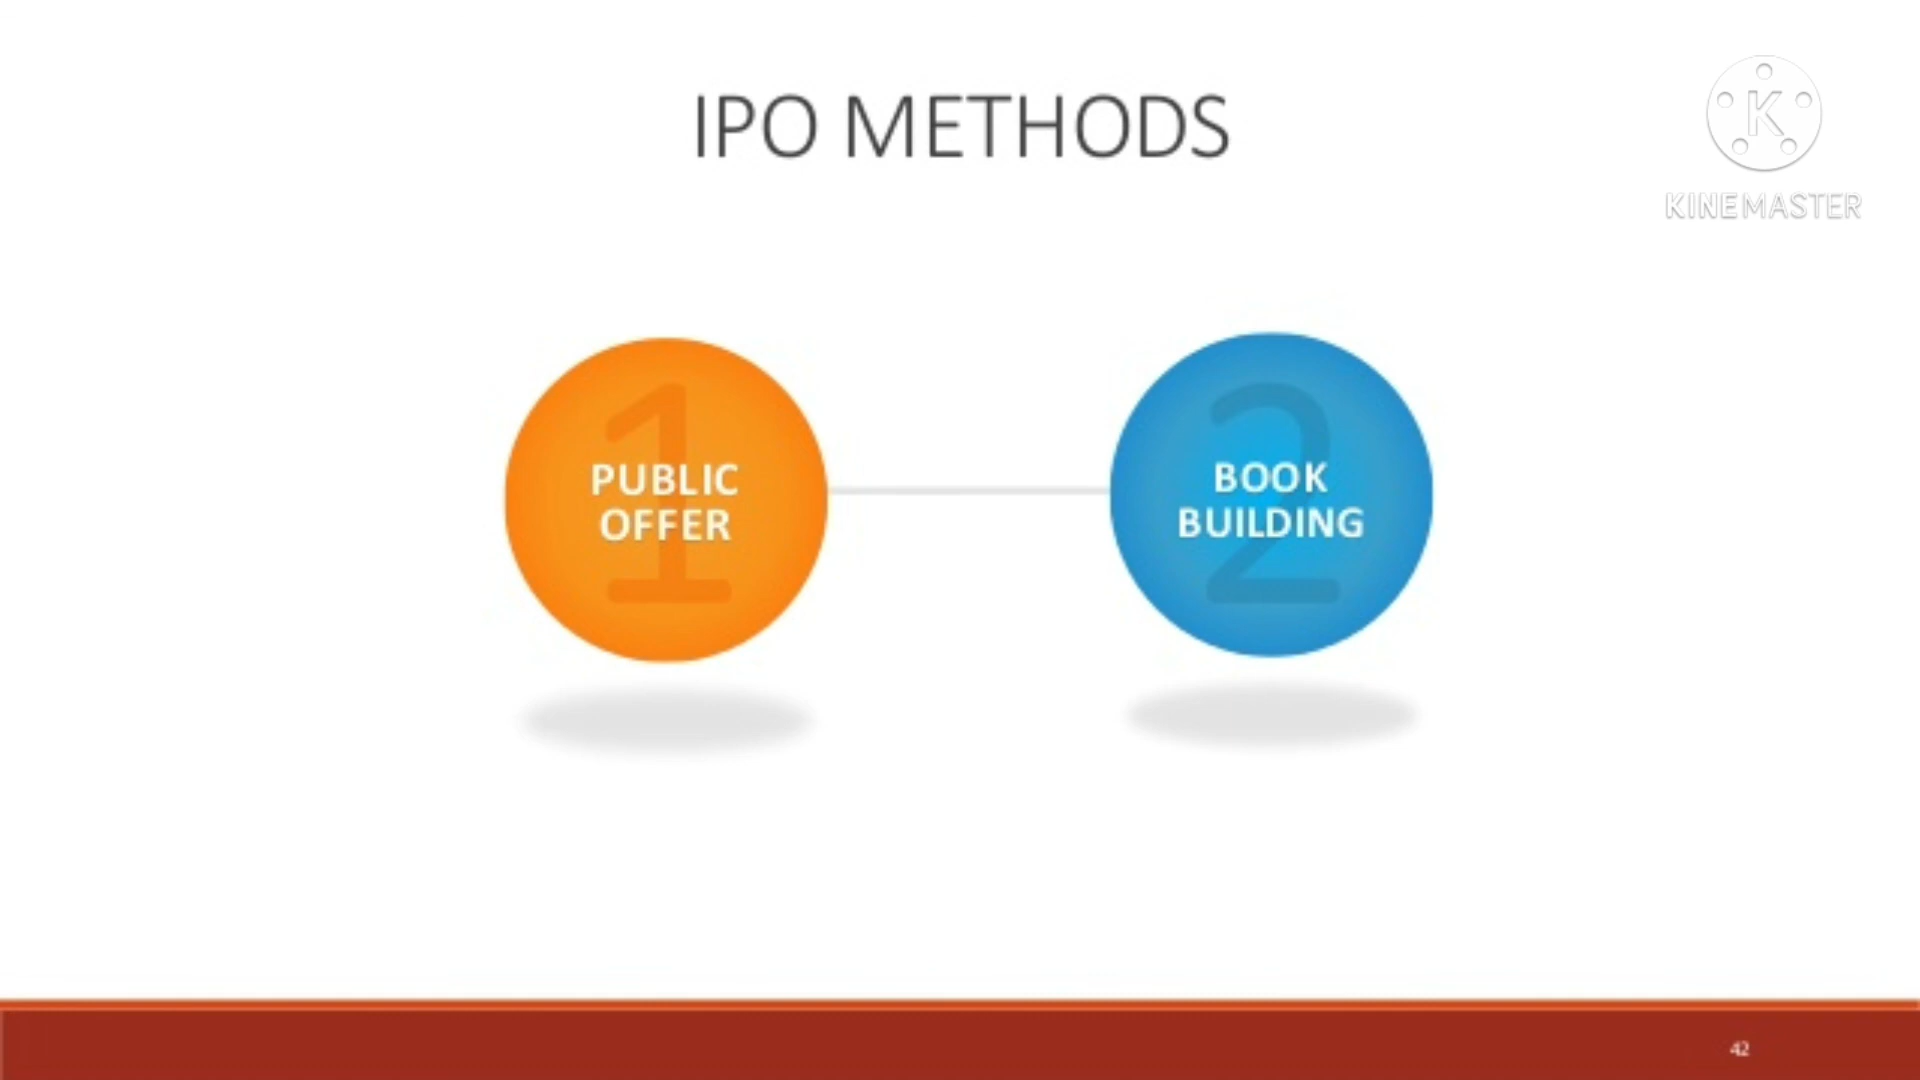 IPO METHODS
K
KINEMASTER
1
PUBLIC
OFFER
2
BOOK
BUILDING
42